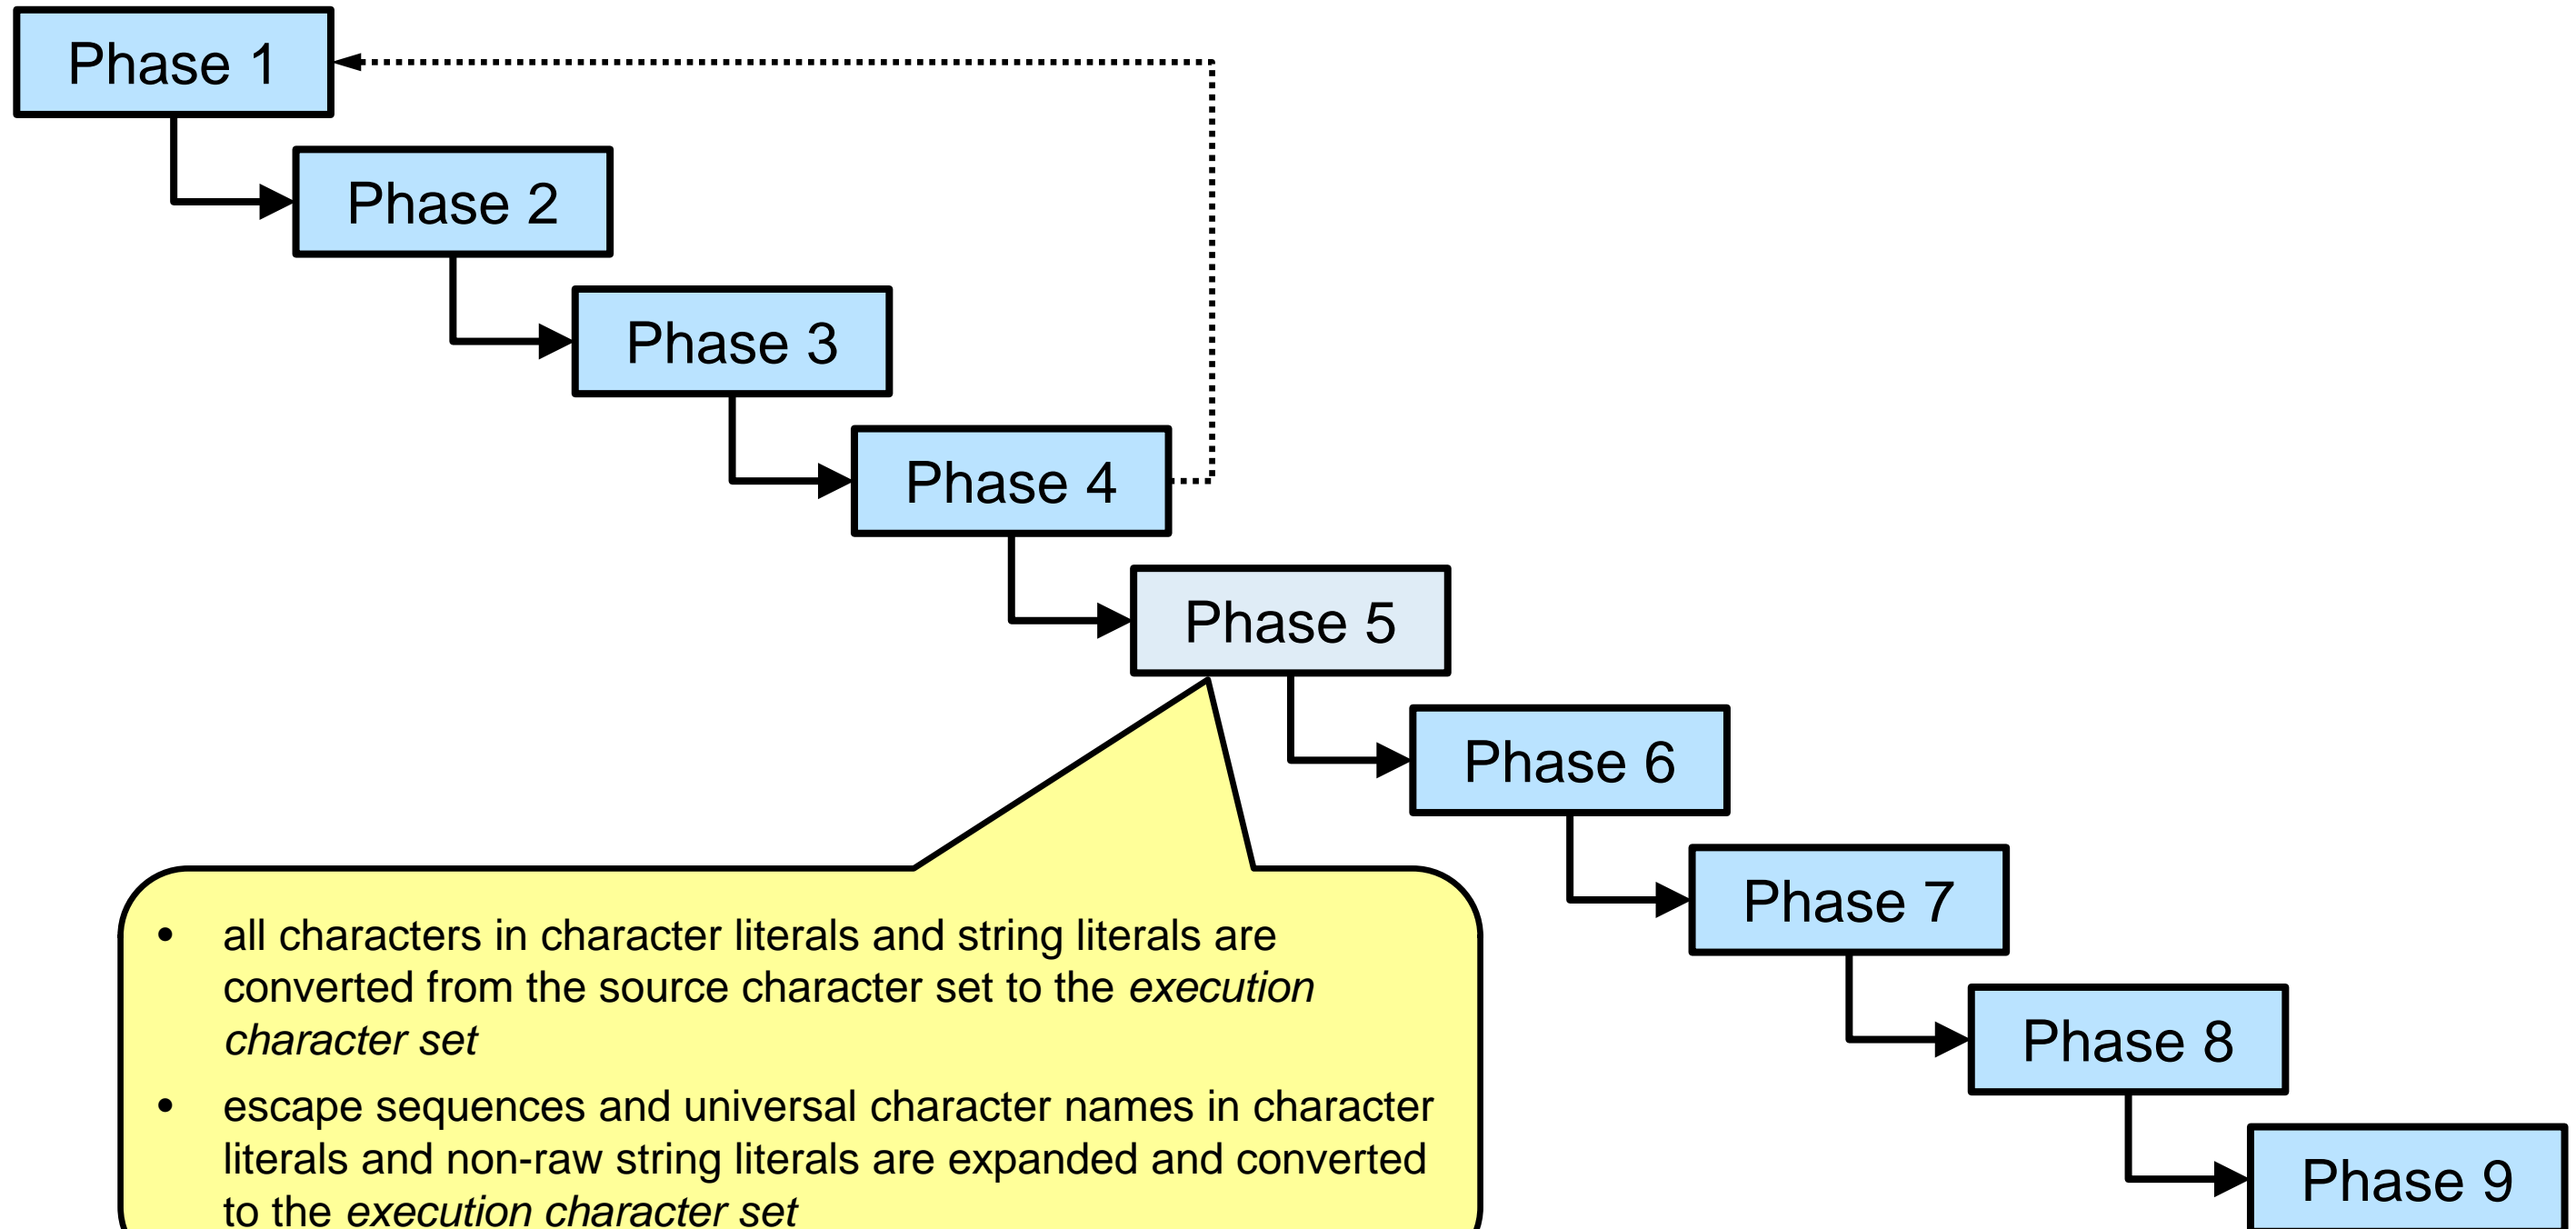 Phase 1
Phase 2
Phase 3
Phase 4
Phase 5
Phase 6
Phase 7
Phase 8
Phase 9
• all characters in character literals and string literals are
converted from the source character set to the execution
character set
• escape sequences and universal character names in character
literals and non-raw string literals are expanded and converted
to the execution character set